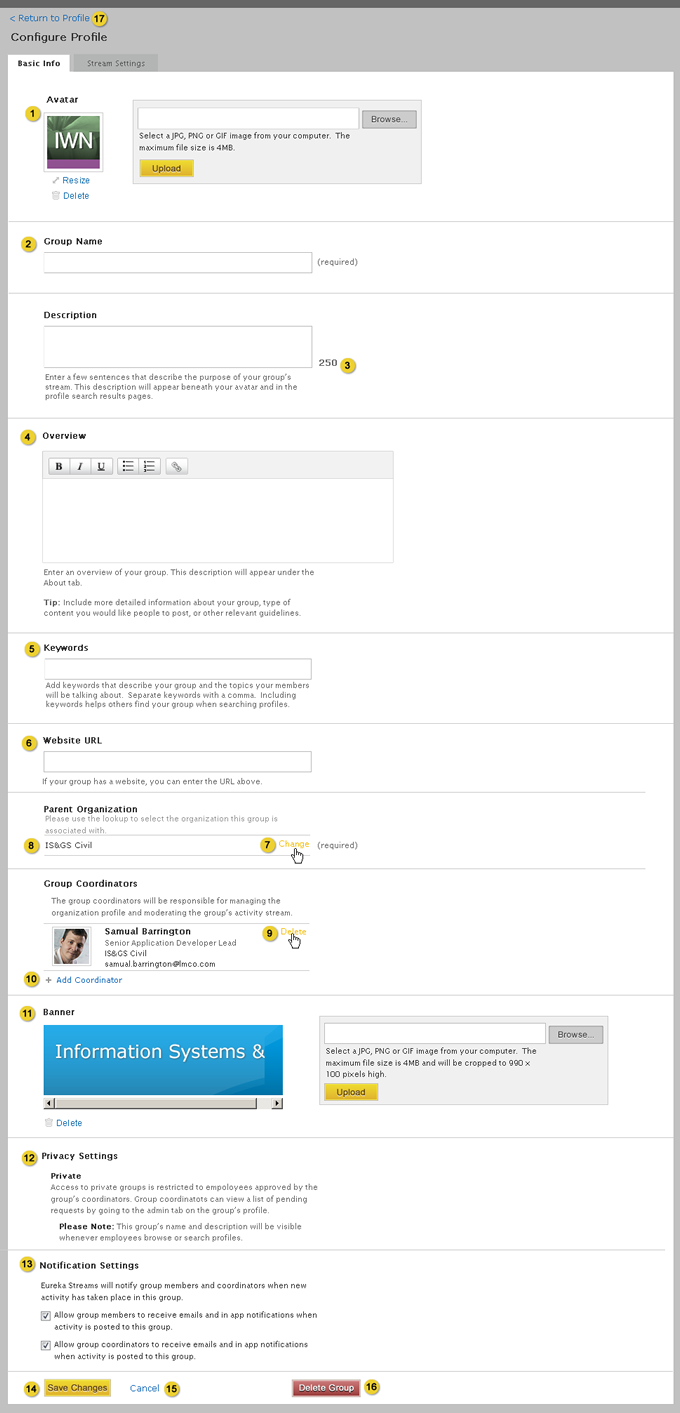 < Return to Profile 17
Configure Profile
Basic Info Stream Settings
Avatar
1
IWN
Browse...
Select a JPG, PNG or GIF image from your computer. The
maximum file size is 4MB.
Upload
Resize
Delete
2 Group Name
(required)
Description
250 3
Enter a few sentences that describe the purpose of your group's
stream. This description will appear beneath your avatar and in the
profile search results pages.
4 Overview
B I U
Enter an overview of your group. This description will appear under the
About tab.
Tip: Include more detailed information about your group, type of
content you would like people to post, or other relevant guidelines.
5 Keywords
Add keywords that describe your group and the topics your members
will be talking about. Separate keywords with a comma. Including
keywords helps others find your group when searching profiles.
6 Website URL
If your group has a website, you can enter the URL above.
Parent Organization
Please use the lookup to select the organization this group is
associated with.
8 IS&GS Civil 7 Change (required)
Group Coordinators
The group coordinators will be responsible for managing the
organization profile and moderating the group's activity stream.
Samual Barrington 9 Delete
Senior Application Developer Lead
IS&GS Civil
samual.barrington@lmco.com
10 + Add Coordinator
11 Banner
Information Systems &
Browse...
Select a JPG, PNG or GIF image from your computer. The
maximum file size is 4MB and will be cropped to 990 x
100 pixels high.
Upload
Delete
12 Privacy Settings
Private
Access to private groups is restricted to empoloyees approved by the
group's coordinators. Group coordinatots can view a list of pending
requests by going to the admin tab on the group's profile.
Please Note: This group's name and description will be visible
whenever employees browse or search profiles.
13 Notification Settings
Eureka Streams will notify group members and coordinators when new
activity has taken place in this group.
Allow group members to receive emails and in app notifications when
activity is posted to this group.
Allow group coordinators to receive emails and in app notifications
when activity is posted to this group.
14 Save Changes Cancel 15 Delete Group 16